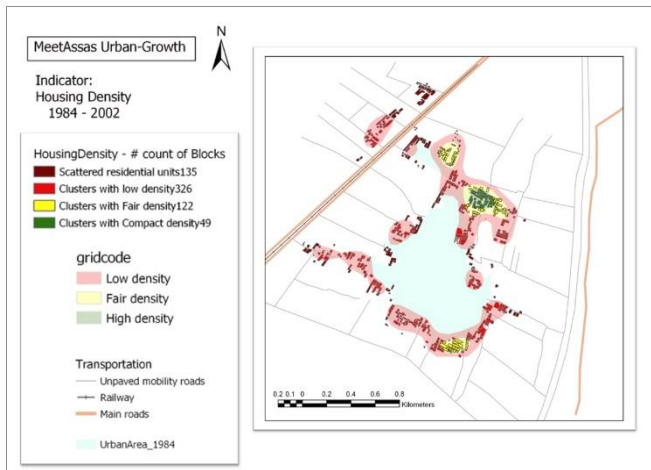 MeetAssas Urban-Growth
N
Indicator:
Housing Density
1984 - 2002
HousingDensity - # count of Blocks
Scattered residential units135
Clusters with low density326
Clusters with Fair density122
Clusters with Compact density49
gridcode
Low density
Fair density
High density
Transportation
Unpaved mobility roads
Railway
Main roads
UrbanArea_1984
0.2 0.1 0 0.2 0.4 0.6 0.8
Kilometers